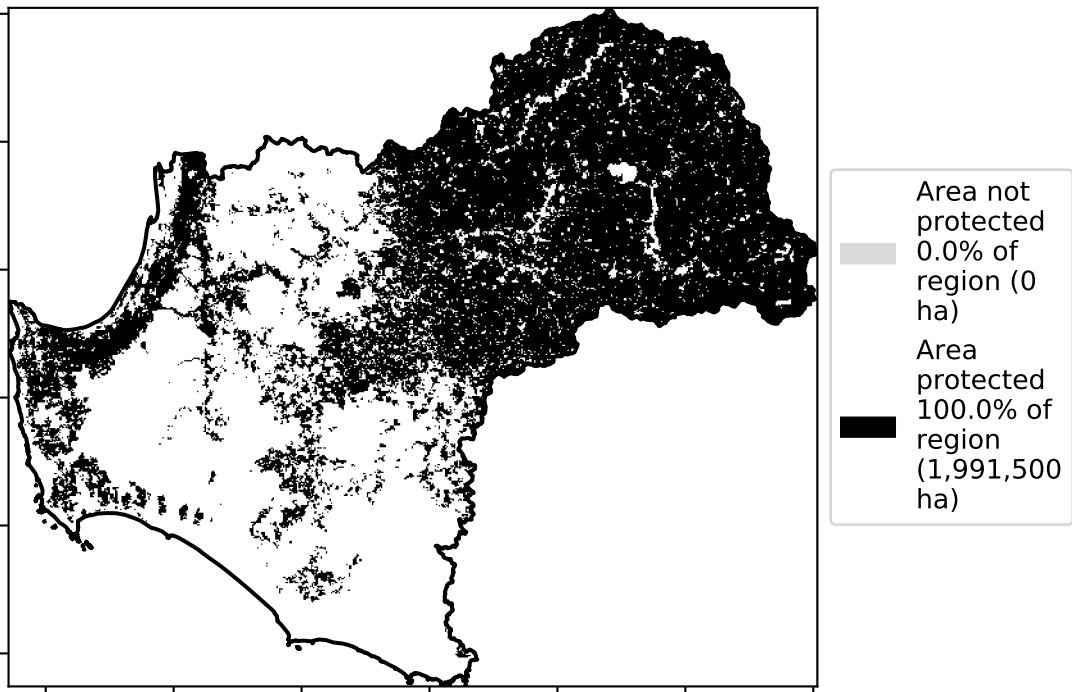 Area not
protected
0.0% of
region (0
ha)
Area
protected
100.0% of
region
(1,991,500
ha)